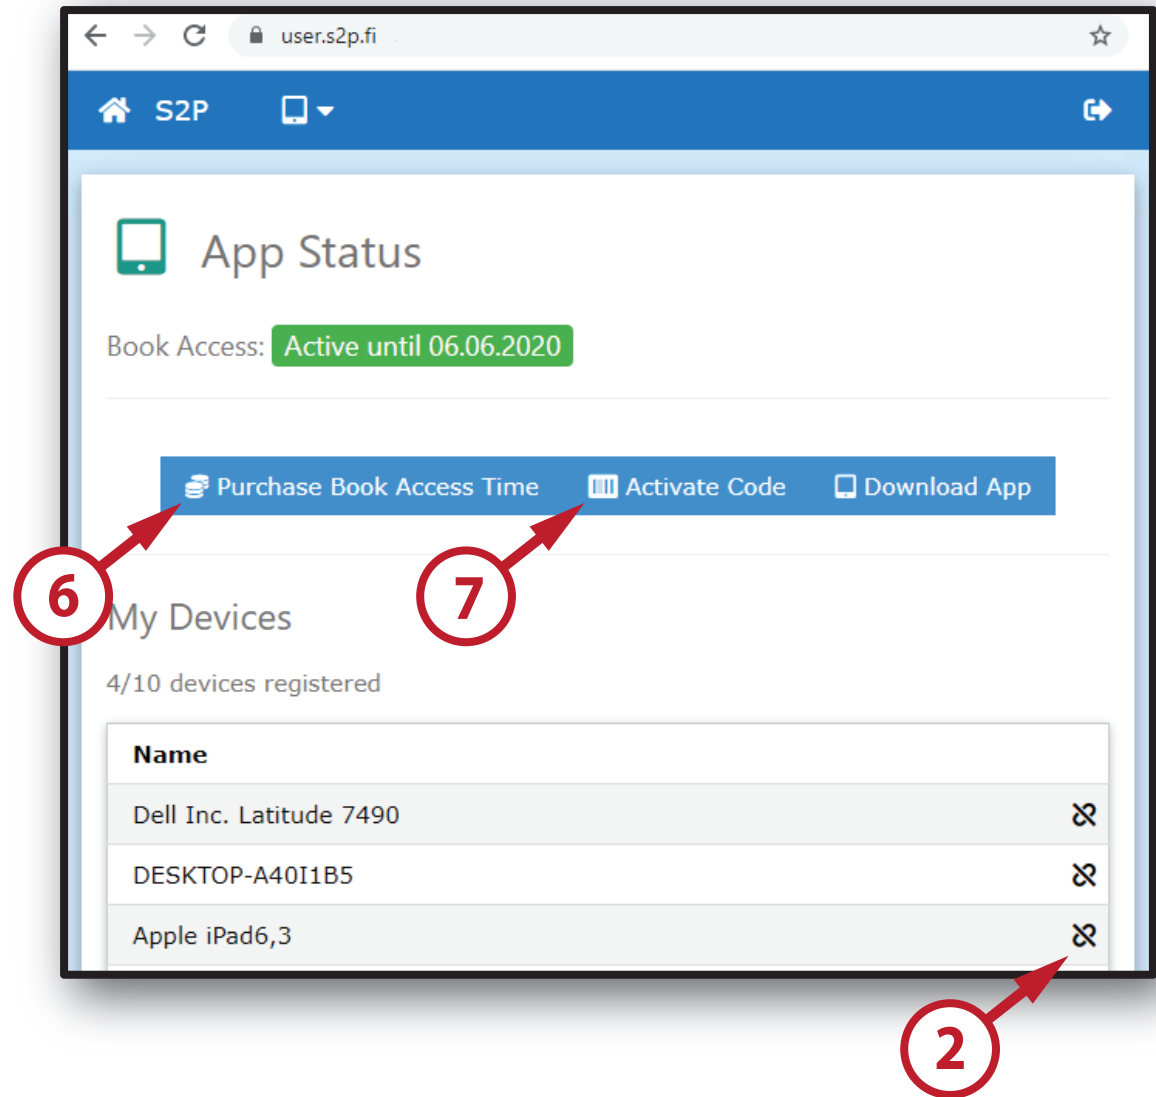 user.s2p.fi
S2P
App Status
Book Access: Active until 06.06.2020
Purchase Book Access Time Activate Code Download App
6
7
My Devices
4/10 devices registered
Name
Dell Inc. Latitude 7490
DESKTOP-A40I1B5
Apple iPad6,3
2